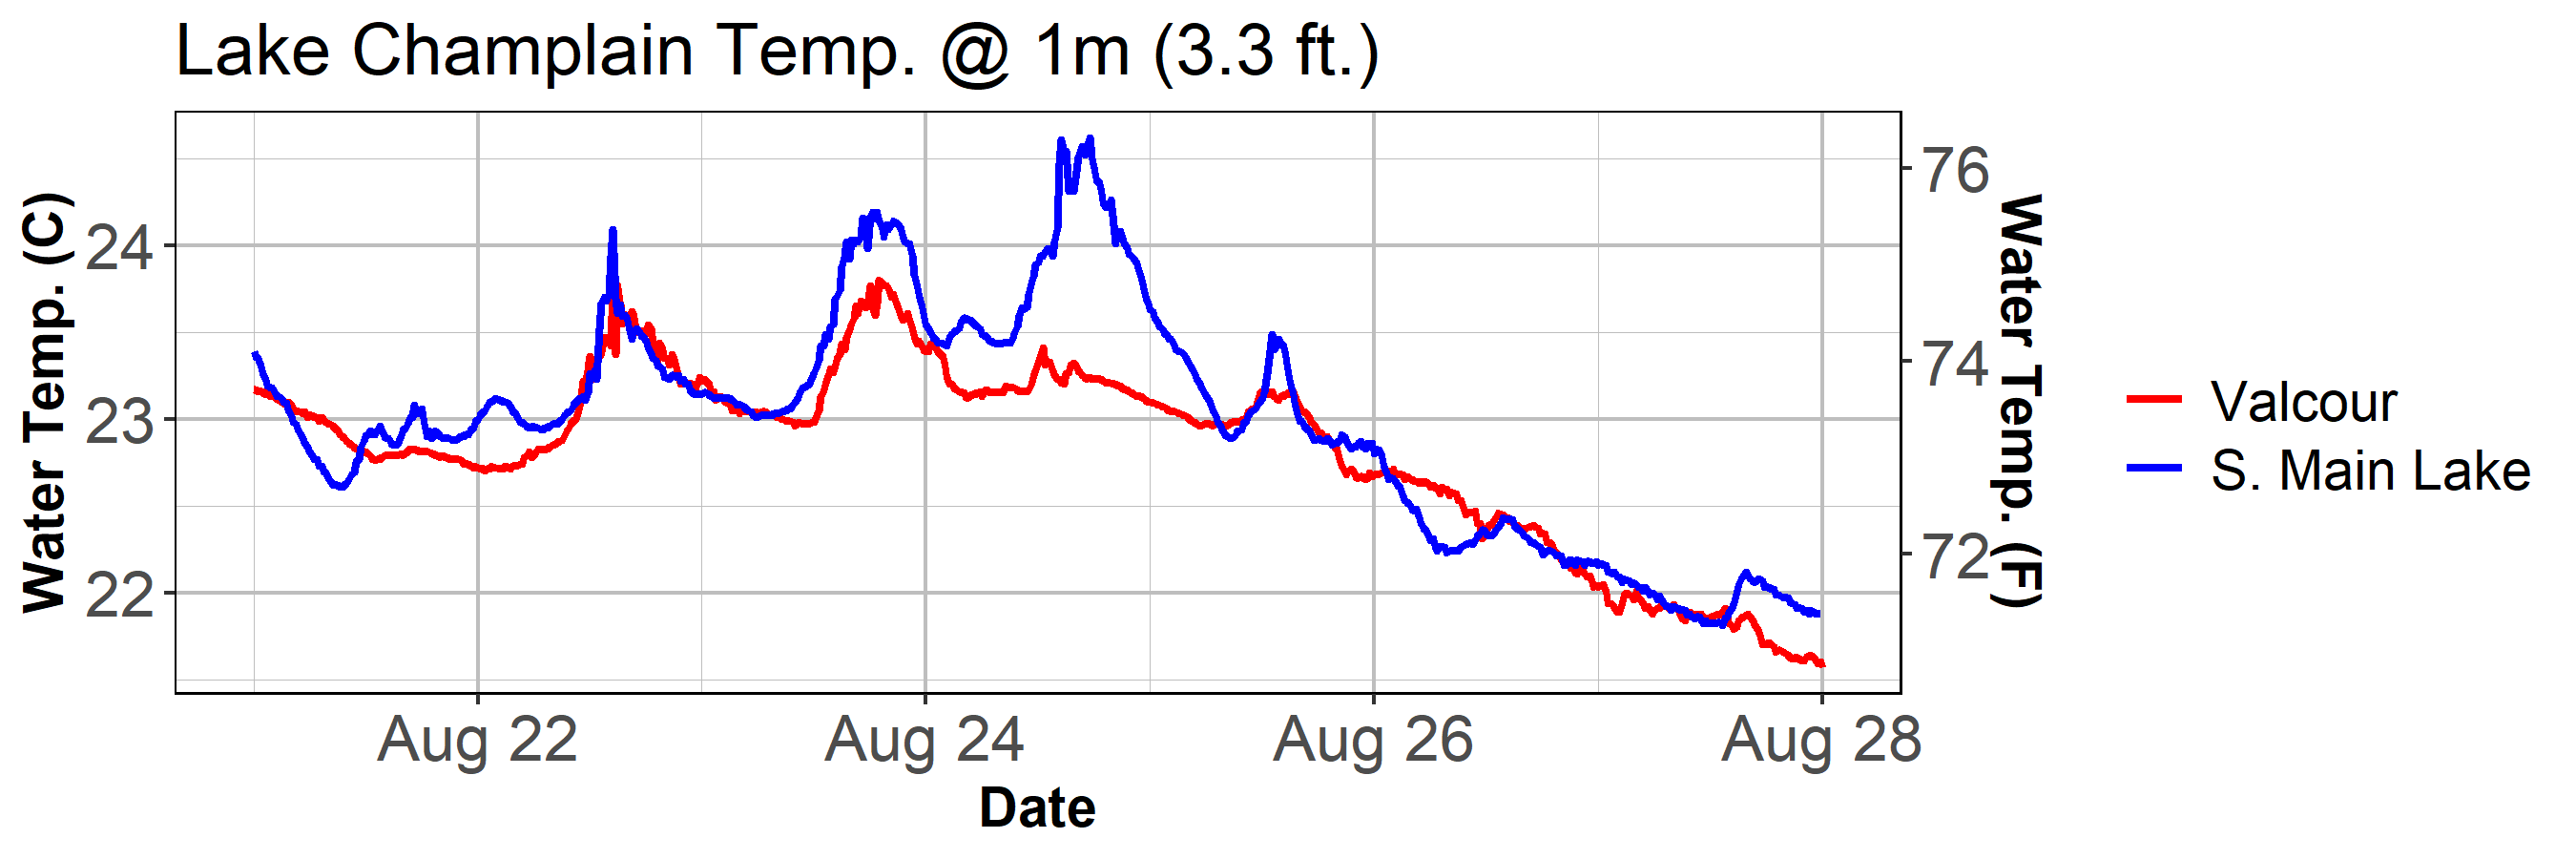 Lake Champlain Temp. @ 1m (3.3 ft.)
Water Temp. (C)
24
23
22
76
74
72
Water Temp. (F)
Valcour
S. Main Lake
Aug 22 Aug 24 Aug 26 Aug 28
Date